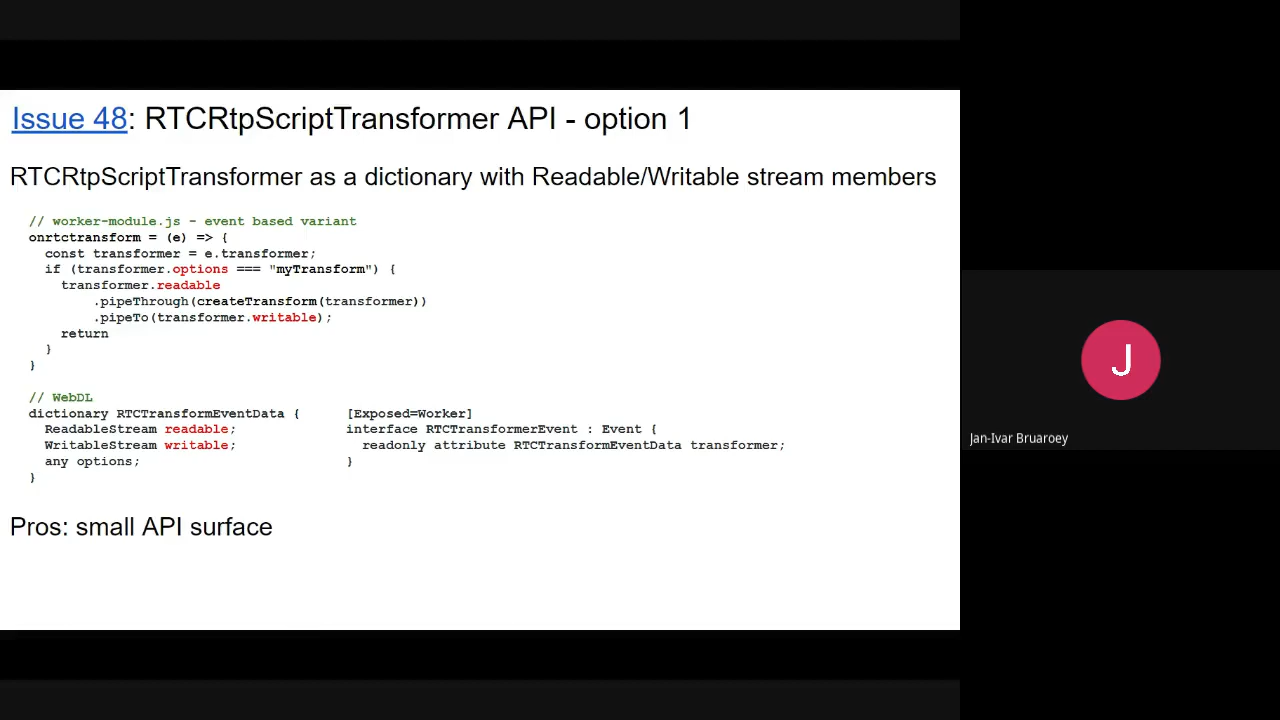 Issue 48: RTCRtpScriptTransformer API - option 1
RTCRtpScriptTransformer as a dictionary with Readable/Writable stream members
// worker-module.js - event based variant
onrtctransform = (e) => {
const transformer = e.transformer;
if (transformer.options === "myTransform") {
transformer.readable
.pipeThrough(createTransform(transformer))
.pipeTo(transformer.writable);
return
}
}
// WebDL
dictionary RTCTransformEventData {
ReadableStream readable;
WritableStream writable;
any options;
}
[Exposed=Worker]
interface RTCTransformerEvent : Event {
readonly attribute RTCTransformEventData transformer;
}
Pros: small API surface
J
Jan-Ivar Bruaroey